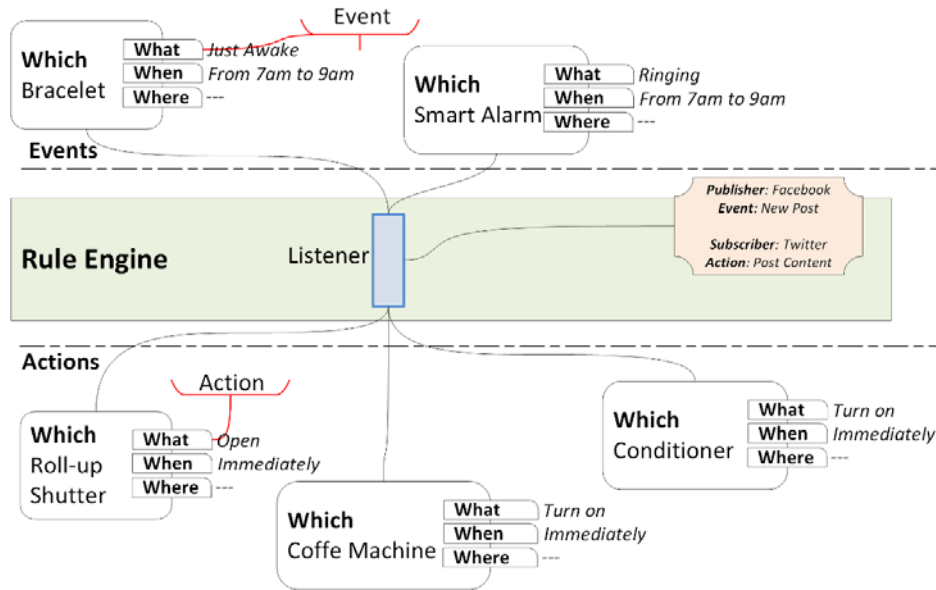 Event
Which
Bracelet
What
Just Awake
When
From 7am to 9am
Where
---
Which
Smart Alarm
What
Ringing
When
From 7am to 9am
Where
---
Events
Rule Engine
Listener
Publisher: Facebook
Event: New Post
Subscriber: Twitter
Action: Post Content
Actions
Action
Which
Roll-up
Shutter
What
Open
When
Immediately
Where
---
Which
Coffe Machine
What
Turn on
When
Immediately
Where
---
Which
Conditioner
What
Turn on
When
Immediately
Where
---